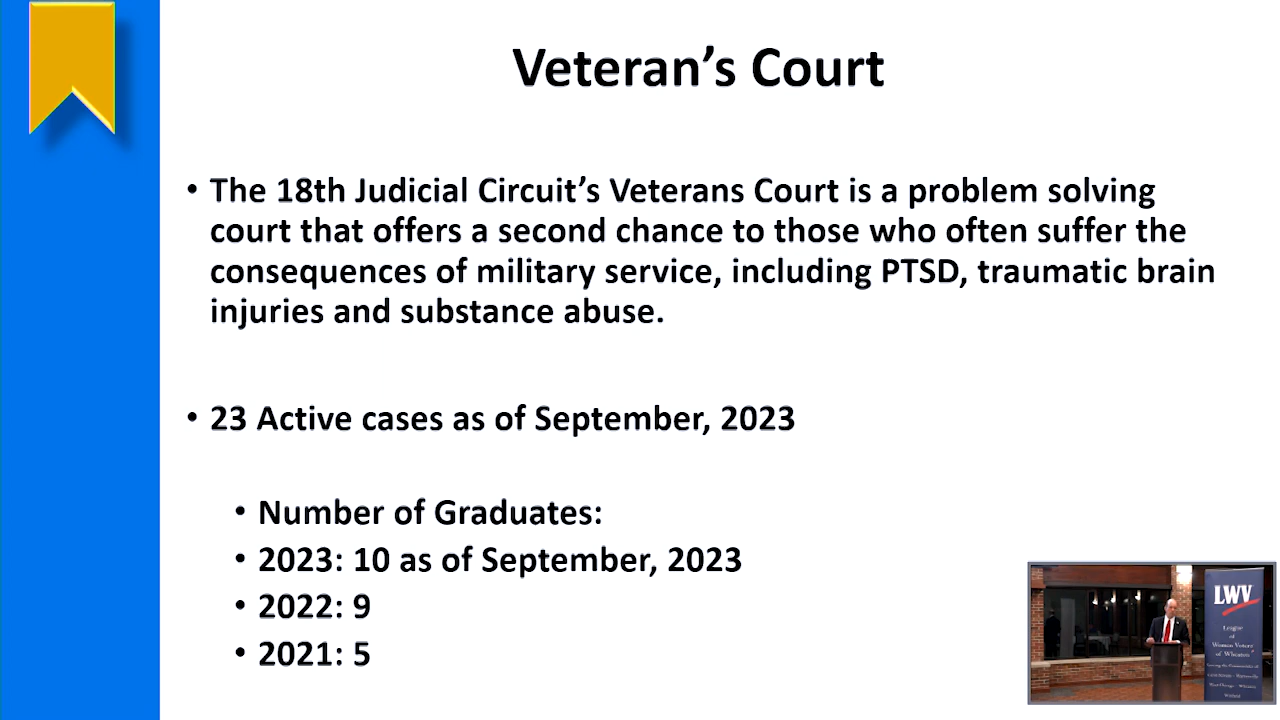 Veteran’s Court
• The 18th Judicial Circuit’s Veterans Court is a problem solving
court that offers a second chance to those who often suffer the
consequences of military service, including PTSD, traumatic brain
injuries and substance abuse.
• 23 Active cases as of September, 2023
• Number of Graduates:
• 2023: 10 as of September, 2023
• 2022: 9
• 2021: 5
LWV
League
of
Women Voters
of Wheaton